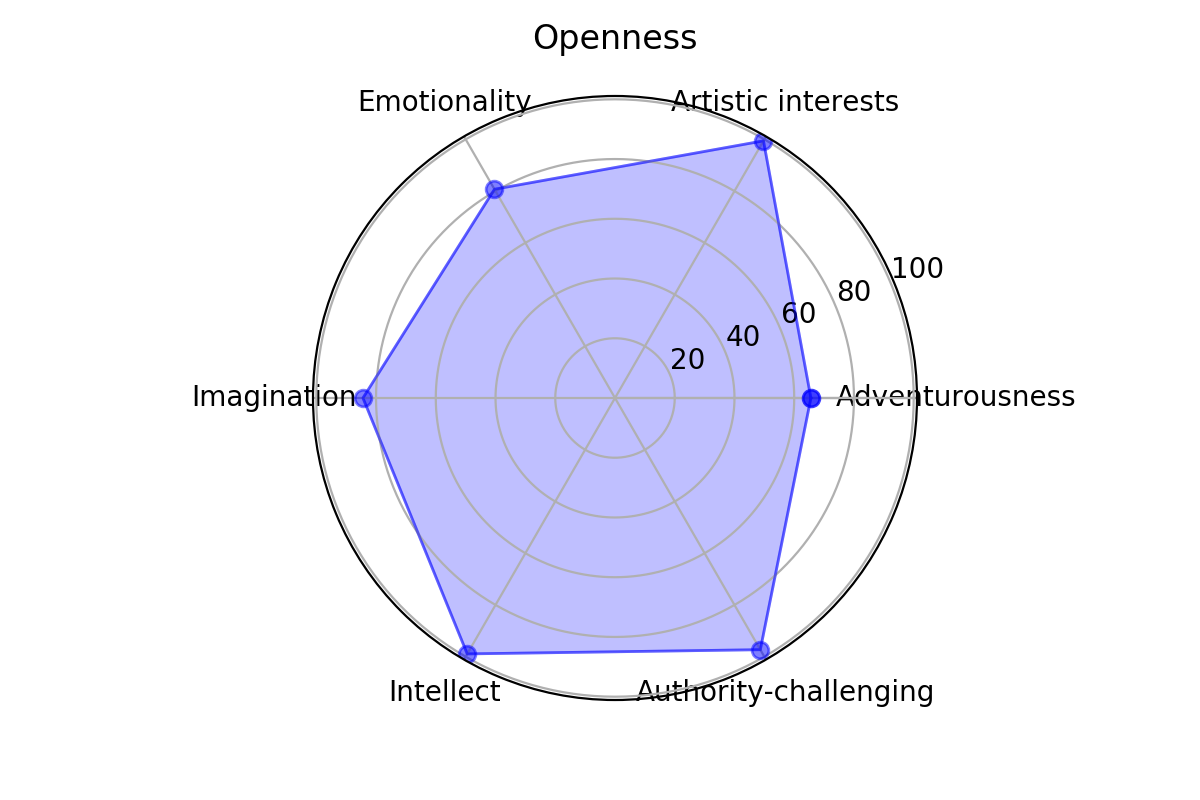 Openness
Emotionality
Artistic interests
100
80
60
40
20
Imagination
Adventurousness
Intellect
Authority-challenging